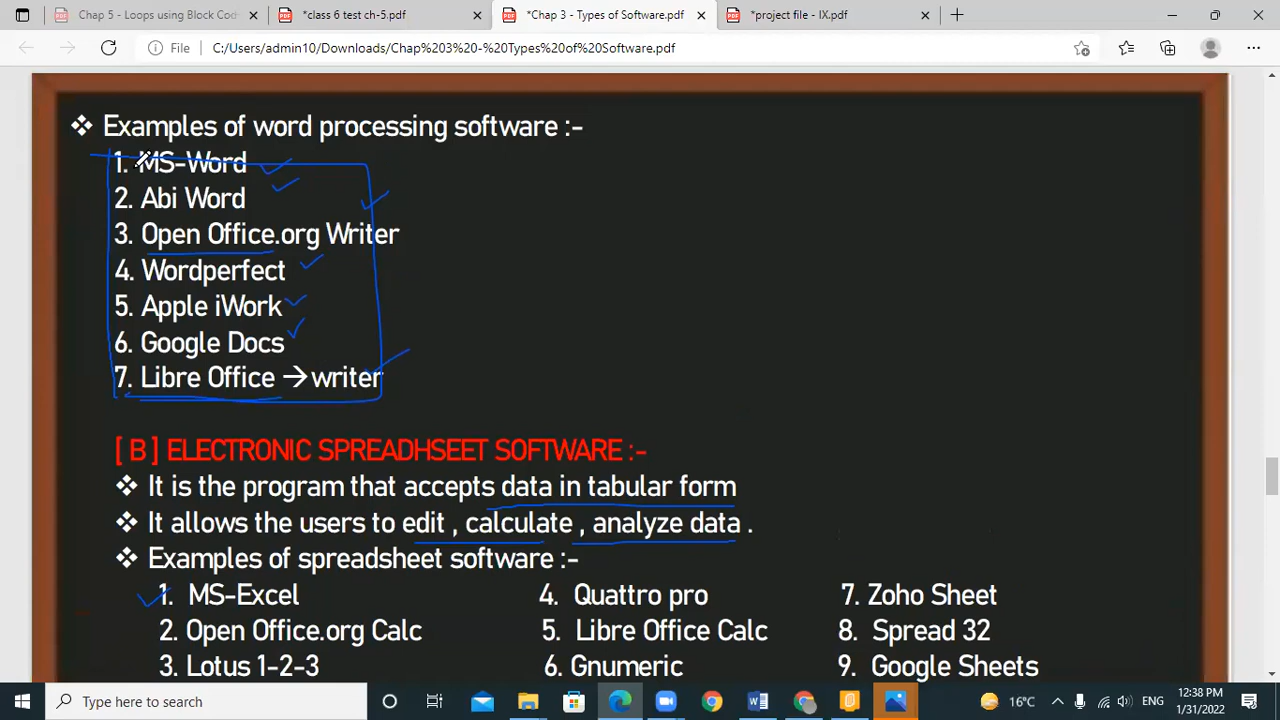 Chap 5 - Loops using Block Cod
*class 6 test ch-5.pdf
*Chap 3 - Types of Software.pdf
*project file - IX.pdf
File
C:/Users/admin10/Downloads/Chap%203%20-%20Types%20of%20Software.pdf
❖ Examples of word processing software :-
1. MS-Word
2. Abi Word
3. Open Office.org Writer
4. Wordperfect
5. Apple iWork
6. Google Docs
7. Libre Office →writer
[ B ] ELECTRONIC SPREADHSEET SOFTWARE :-
❖ It is the program that accepts data in tabular form
❖ It allows the users to edit , calculate , analyze data .
❖ Examples of spreadsheet software :-
1. MS-Excel 4. Quattro pro 7. Zoho Sheet
2. Open Office.org Calc 5. Libre Office Calc 8. Spread 32
3. Lotus 1-2-3 6. Gnumeric 9. Google Sheets
Type here to search
16°C
ENG
12:38 PM
1/31/2022